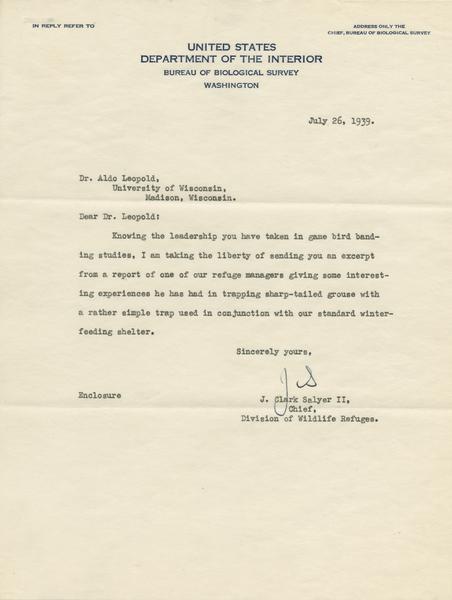 IN REPLY REFER TO
ADDRESS ONLY THE
CHIEF, BUREAU OF BIOLOGICAL SURVEY
UNITED STATES
DEPARTMENT OF THE INTERIOR
BUREAU OF BIOLOGICAL SURVEY
WASHINGTON
July 26, 1939.
Dr. Aldo Leopold,
University of Wisconsin,
Madison, Wisconsin.
Dear Dr. Leopold:
Knowing the leadership you have taken in game bird band-
ing studies, I am taking the liberty of sending you an excerpt
from a report of one of our refuge managers giving some interest-
ing experiences he has had in trapping sharp-tailed grouse with
a rather simple trap used in conjunction with our standard winter-
feeding shelter.
Sincerely yours,
J S
Enclosure
J. Clark Salyer II,
Chief,
Division of Wildlife Refuges.